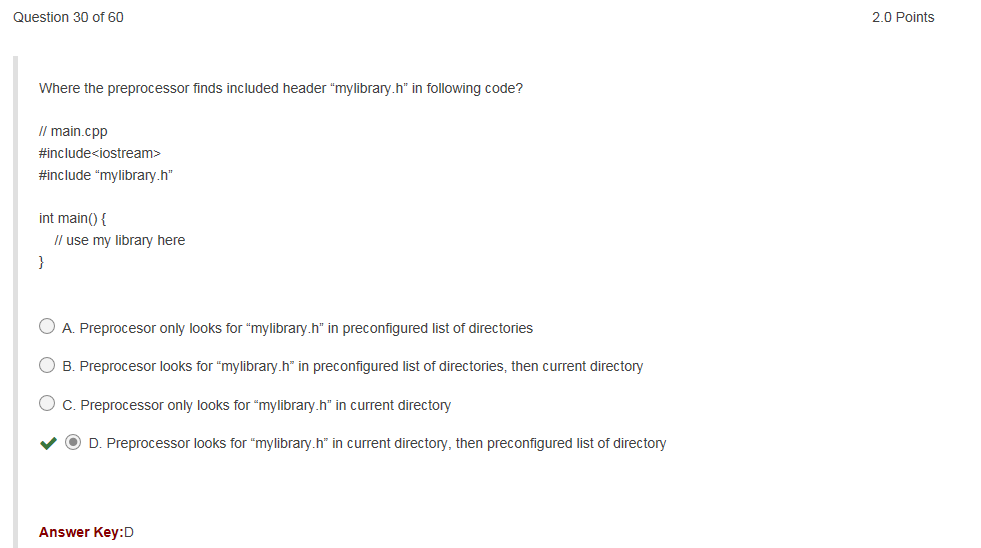 Question 30 of 60
2.0 Points
Where the preprocessor finds included header “mylibrary.h” in following code?
// main.cpp
#include<iostream>
#include “mylibrary.h”
int main() {
// use my library here
}
A. Preprocesor only looks for “mylibrary.h” in preconfigured list of directories
B. Preprocesor looks for “mylibrary.h” in preconfigured list of directories, then current directory
C. Preprocessor only looks for “mylibrary.h” in current directory
D. Preprocessor looks for “mylibrary.h” in current directory, then preconfigured list of directory
Answer Key:D